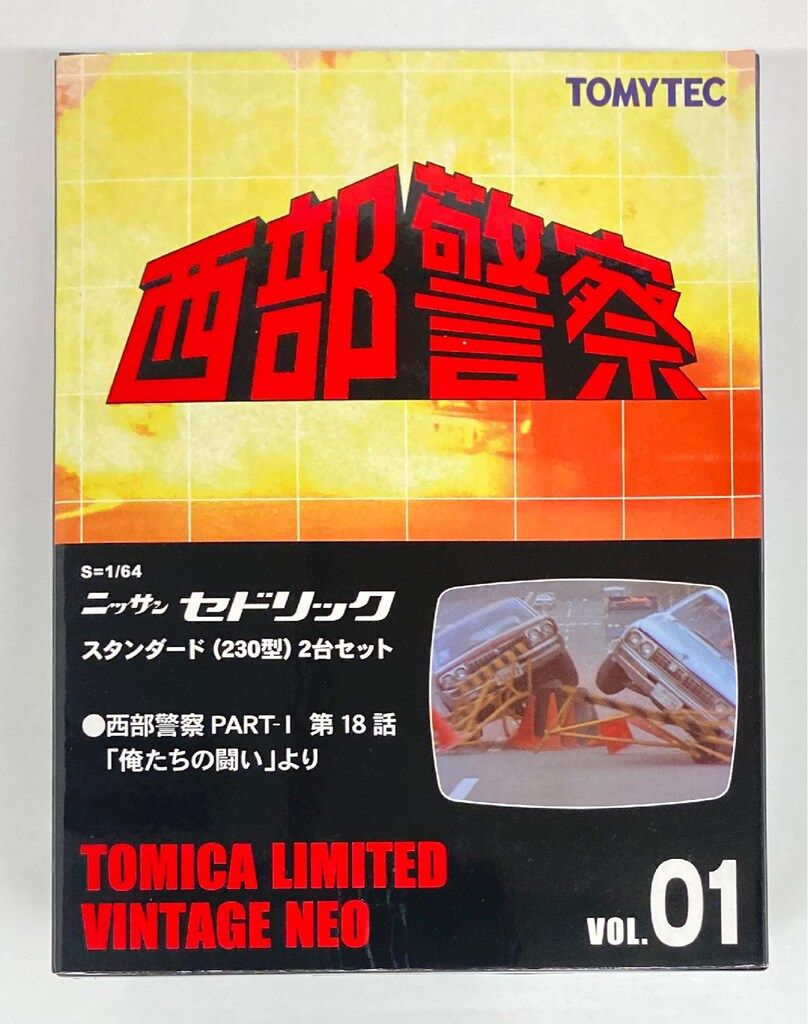 TOMYTEC
西部警察
S=1/64
ニッサン セドリック
スタンダード (230型) 2台セット
●西部警察 PART-I 第18話
「俺たちの闘い」より
TOMICA LIMITED
VINTAGE NEO
VOL.01